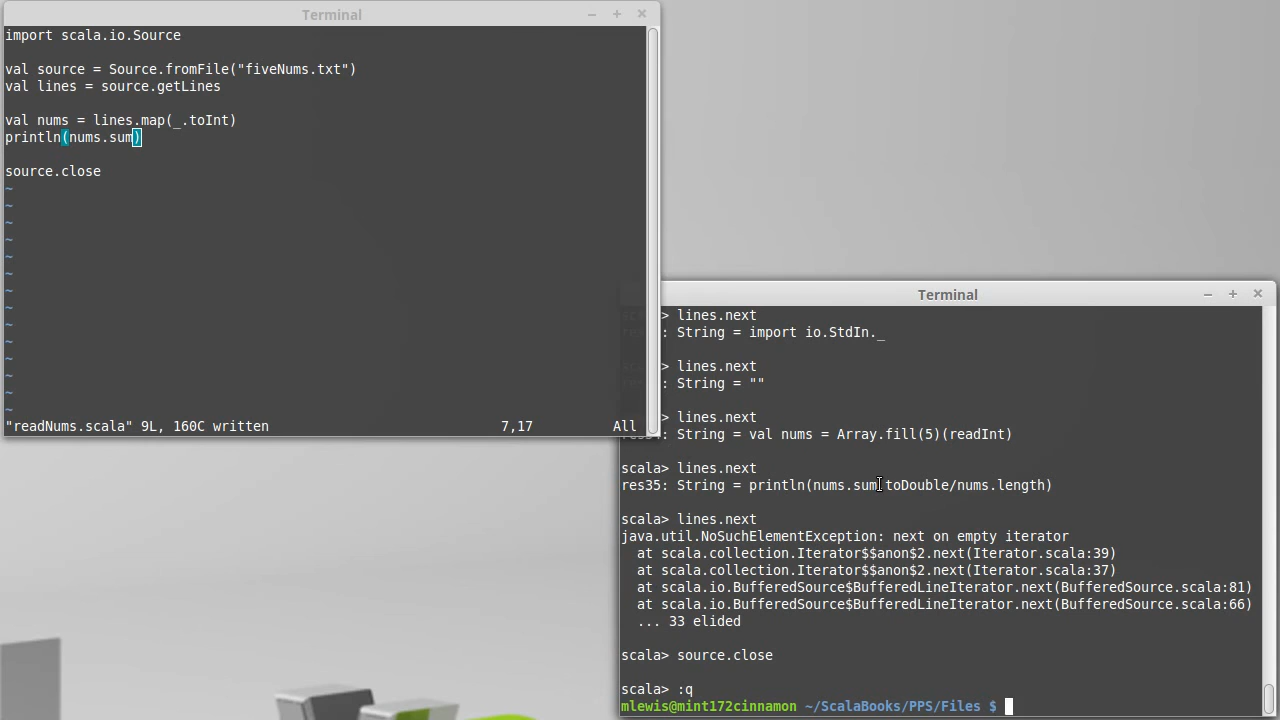 Terminal
import scala.io.Source
val source = Source.fromFile("fiveNums.txt")
val lines = source.getLines
val nums = lines.map(_.toInt)
println(nums.sum)
source.close
~
~
~
~
~
~
~
~
~
~
~
~
~
~
"readNums.scala" 9L, 160C written 7,17 All
Terminal
> lines.next
: String = import io.StdIn._
> lines.next
: String = ""
> lines.next
: String = val nums = Array.fill(5)(readInt)
scala> lines.next
res35: String = println(nums.sum.toDouble/nums.length)
scala> lines.next
java.util.NoSuchElementException: next on empty iterator
at scala.collection.Iterator$$anon$2.next(Iterator.scala:39)
at scala.collection.Iterator$$anon$2.next(Iterator.scala:37)
at scala.io.BufferedSource$BufferedLineIterator.next(BufferedSource.scala:81)
at scala.io.BufferedSource$BufferedLineIterator.next(BufferedSource.scala:66)
... 33 elided
scala> source.close
scala> :q
mlewis@mint172cinnamon ~/ScalaBooks/PPS/Files $